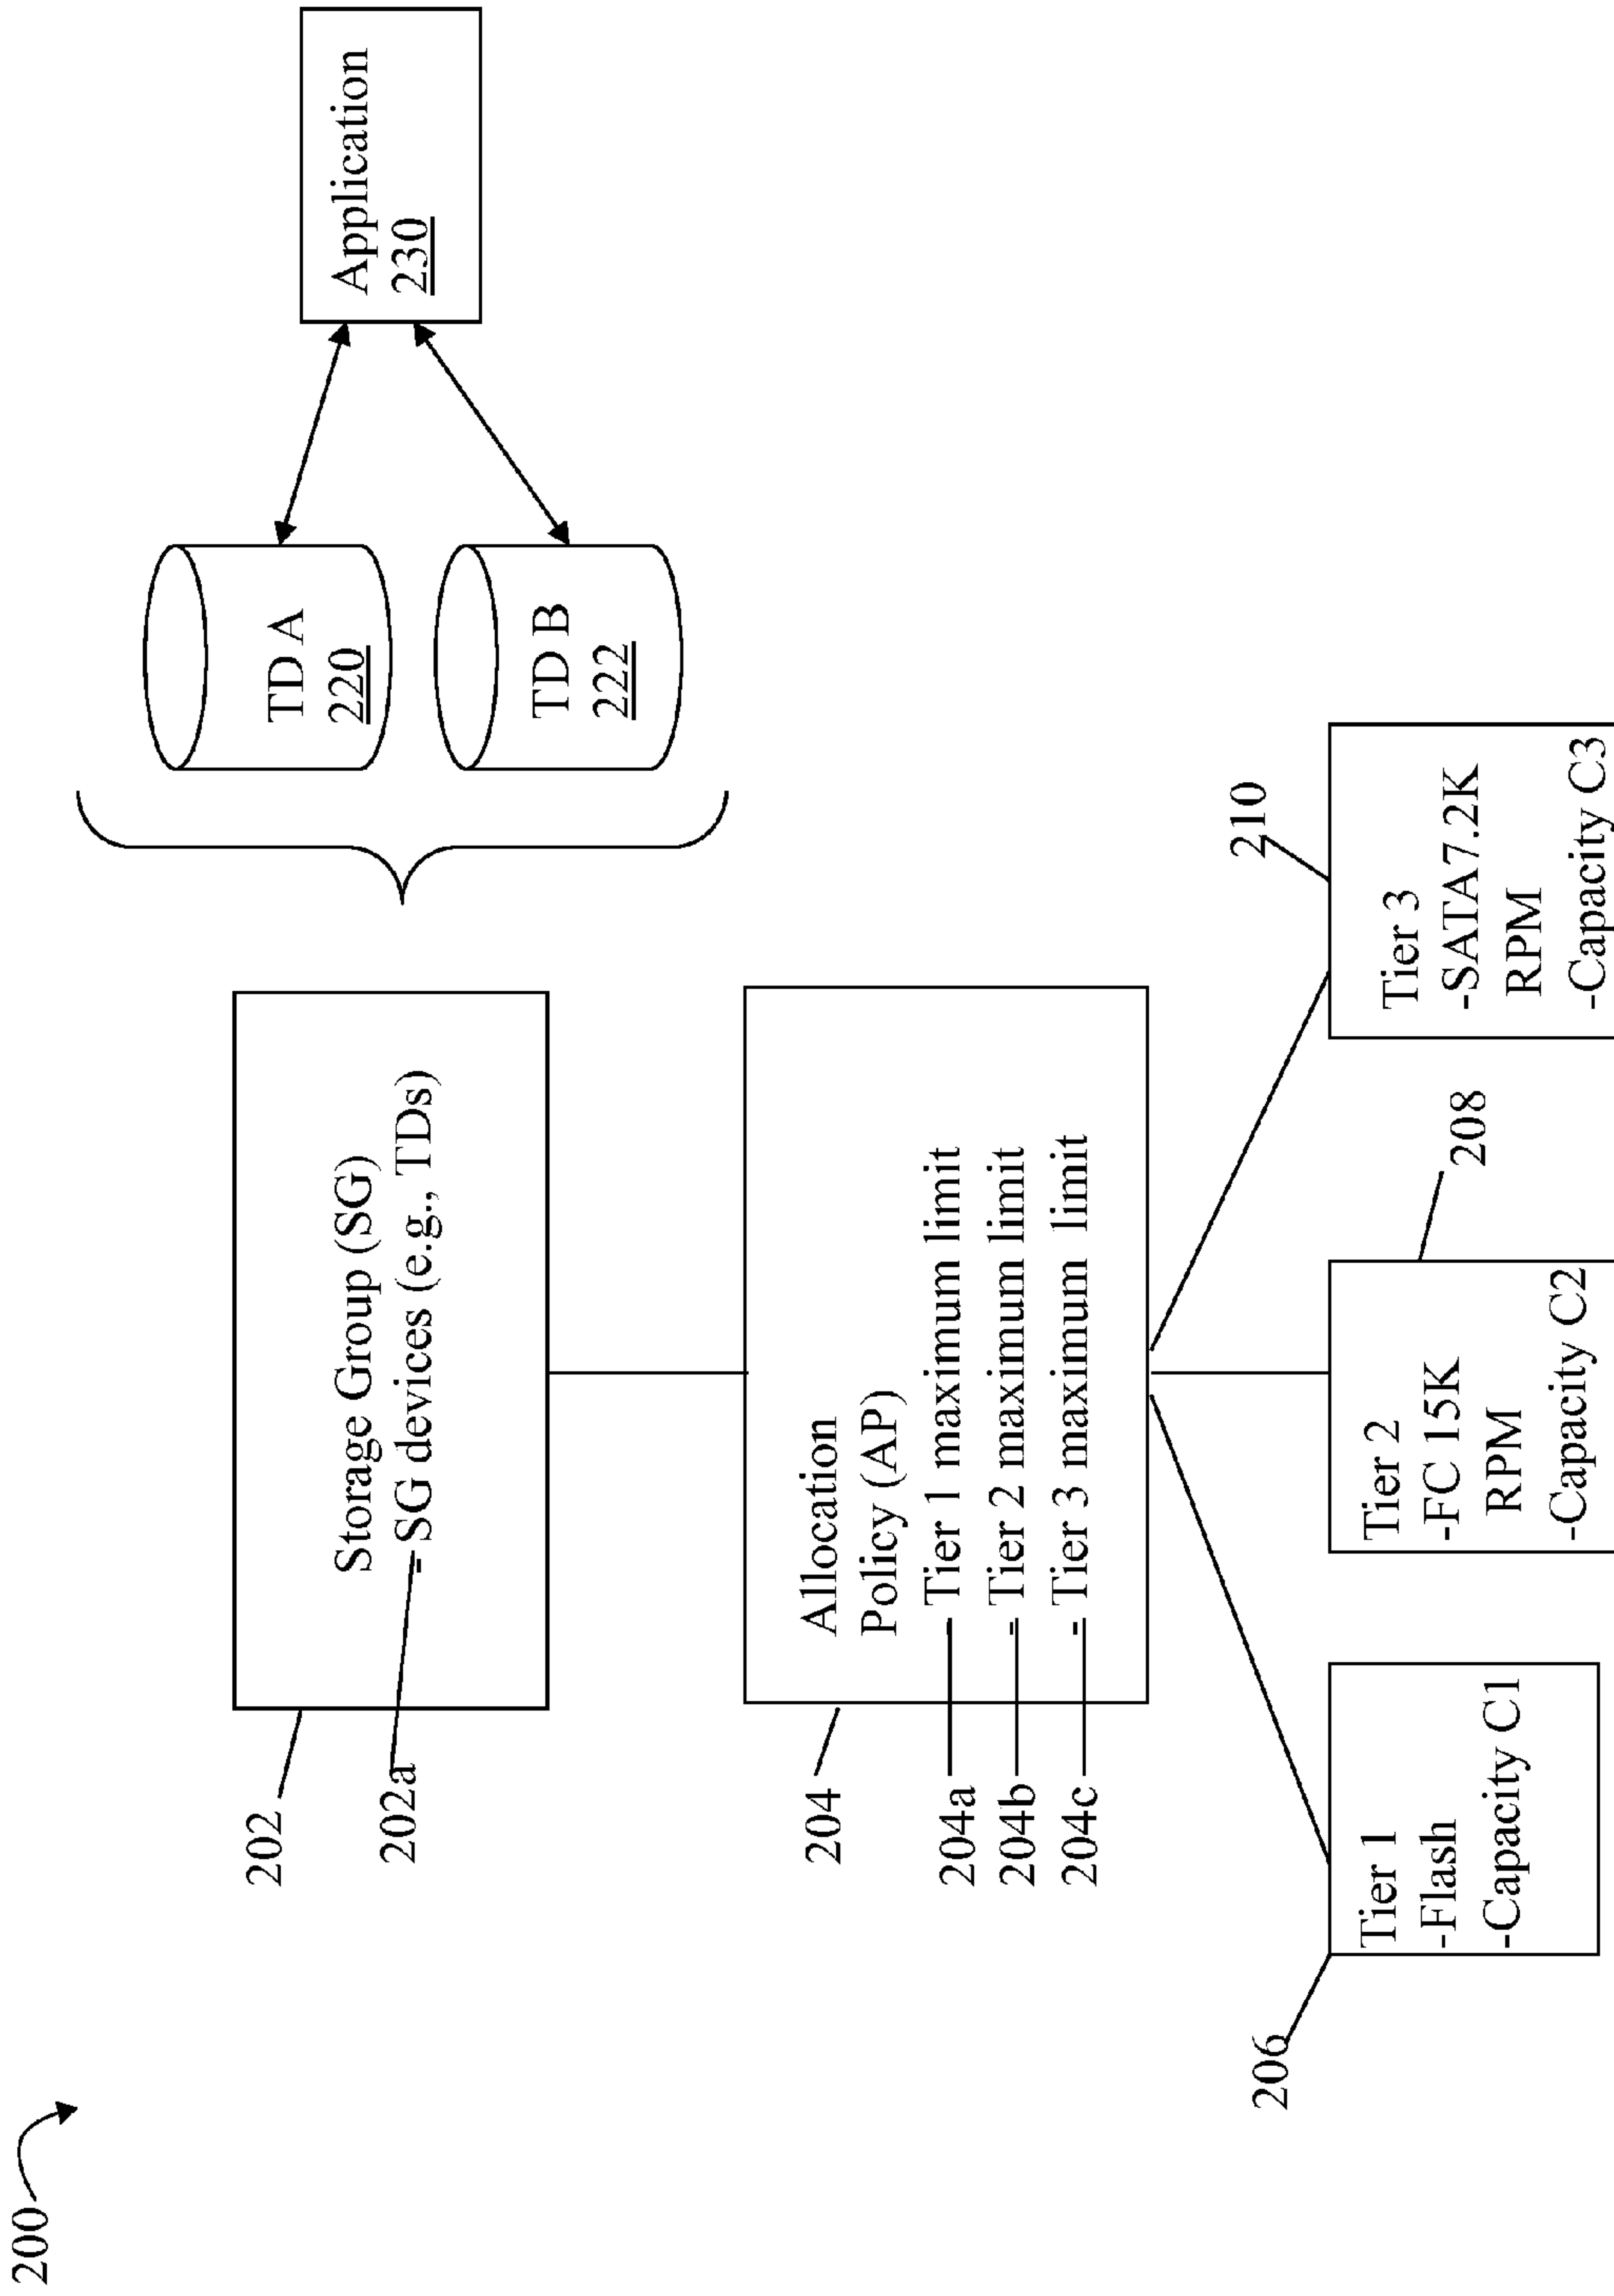 200
202
202a
Storage Group (SG)
- SG devices (e.g., TDs)
TD A
220
TD B
222
Application
230
204
204a
204b
204c
Allocation
Policy (AP)
- Tier 1 maximum limit
- Tier 2 maximum limit
- Tier 3 maximum limit
206
Tier 1
-Flash
-Capacity C1
208
Tier 2
-FC 15K
RPM
-Capacity C2
210
Tier 3
-SATA7.2K
RPM
-Capacity C3